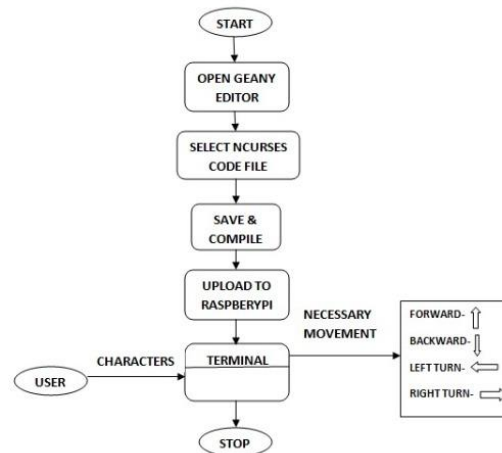 START
OPEN GEANY
EDITOR
SELECT NCURSES
CODE FILE
SAVE &
COMPILE
UPLOAD TO
RASPBERYPI
NECESSARY
MOVEMENT
CHARACTERS
USER
TERMINAL
FORWARD-
BACKWARD-
LEFT TURN-
RIGHT TURN-
STOP